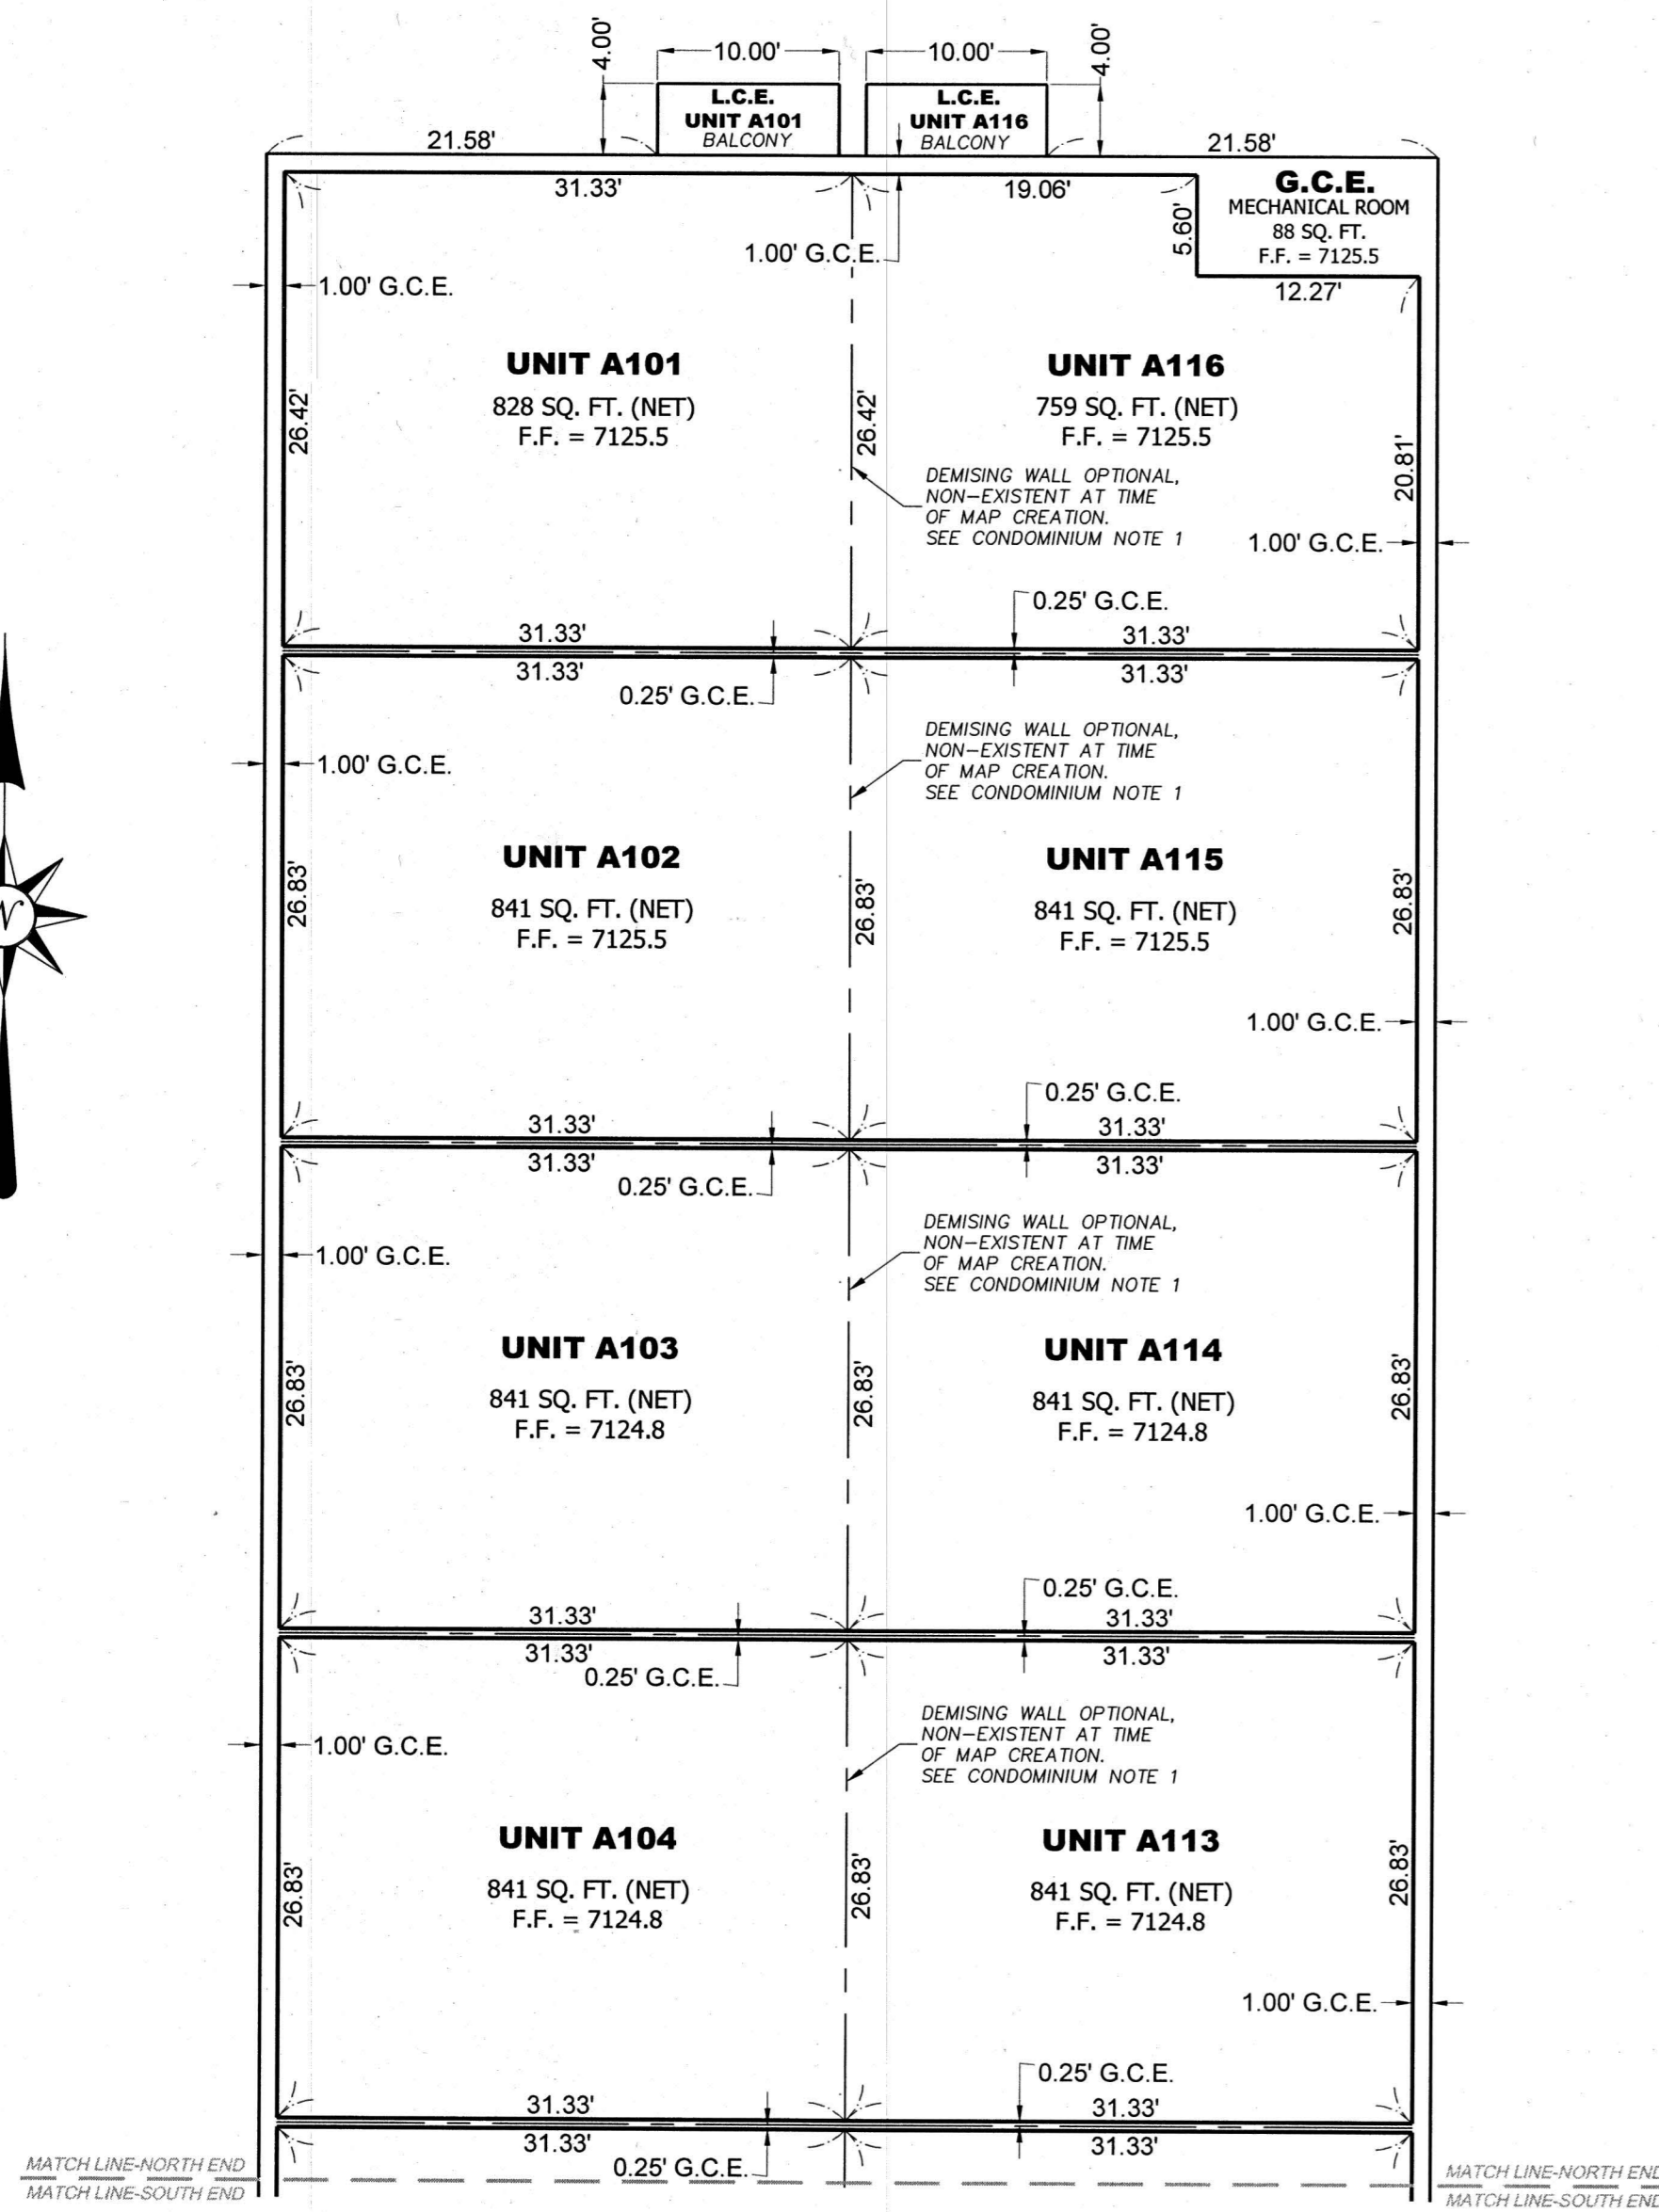 4.00'
10.00'
10.00'
4.00'
L.C.E.
UNIT A101
BALCONY
L.C.E.
UNIT A116
BALCONY
21.58'
21.58'
31.33'
19.06'
G.C.E.
MECHANICAL ROOM
88 SQ. FT.
F.F. = 7125.5
5.60'
1.00' G.C.E.
1.00' G.C.E.
12.27'
UNIT A101
828 SQ. FT. (NET)
F.F. = 7125.5
26.42'
26.42'
UNIT A116
759 SQ. FT. (NET)
F.F. = 7125.5
20.81'
DEMISING WALL OPTIONAL,
NON-EXISTENT AT TIME
OF MAP CREATION.
SEE CONDOMINIUM NOTE 1
1.00' G.C.E.
0.25' G.C.E.
31.33'
31.33'
31.33'
31.33'
0.25' G.C.E.
DEMISING WALL OPTIONAL,
NON-EXISTENT AT TIME
OF MAP CREATION.
SEE CONDOMINIUM NOTE 1
1.00' G.C.E.
UNIT A102
841 SQ. FT. (NET)
F.F. = 7125.5
26.83'
26.83'
UNIT A115
841 SQ. FT. (NET)
F.F. = 7125.5
26.83'
N
1.00' G.C.E.
0.25' G.C.E.
31.33'
31.33'
31.33'
31.33'
0.25' G.C.E.
DEMISING WALL OPTIONAL,
NON-EXISTENT AT TIME
OF MAP CREATION.
SEE CONDOMINIUM NOTE 1
1.00' G.C.E.
UNIT A103
841 SQ. FT. (NET)
F.F. = 7124.8
26.83'
26.83'
UNIT A114
841 SQ. FT. (NET)
F.F. = 7124.8
26.83'
1.00' G.C.E.
0.25' G.C.E.
31.33'
31.33'
31.33'
31.33'
0.25' G.C.E.
DEMISING WALL OPTIONAL,
NON-EXISTENT AT TIME
OF MAP CREATION.
SEE CONDOMINIUM NOTE 1
1.00' G.C.E.
UNIT A104
841 SQ. FT. (NET)
F.F. = 7124.8
26.83'
26.83'
UNIT A113
841 SQ. FT. (NET)
F.F. = 7124.8
26.83'
1.00' G.C.E.
0.25' G.C.E.
31.33'
31.33'
31.33'
31.33'
0.25' G.C.E.
MATCH LINE-NORTH END
MATCH LINE-SOUTH END
MATCH LINE-NORTH END
MATCH LINE-SOUTH END